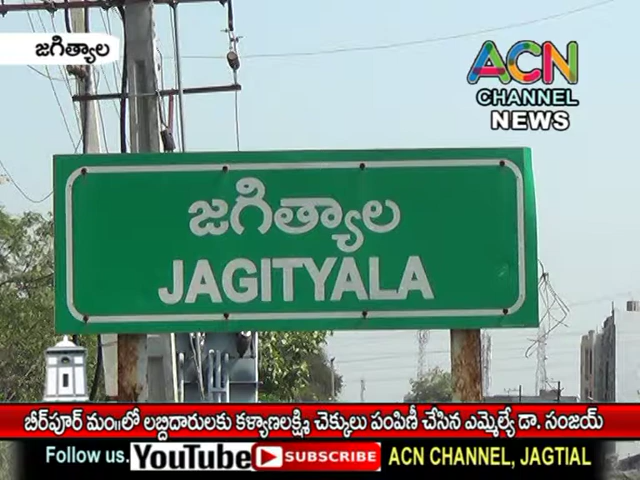 జగిత్యాల
ACN
CHANNEL
NEWS
జగిత్యాల
JAGITYALA
బీర్‌పూర్ మం॥లో లబ్దిదారులకు కళ్యాణలక్ష్మి చెక్కులు పంపిణీ చేసిన ఎమ్మెల్యే డా. సంజయ్
Follow us. YouTube SUBSCRIBE ACN CHANNEL, JAGTIAL